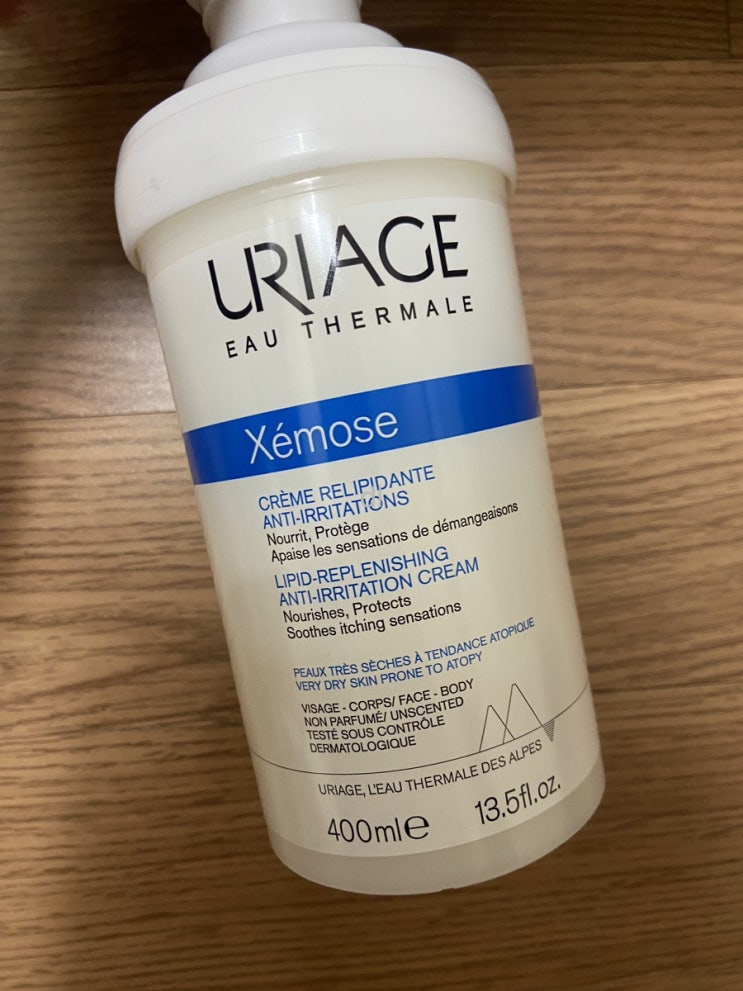 URIAGE
EAU THERMALE
Xémose
CRÈME RELIPIDANTE
ANTI-IRRITATIONS
Nourrit, Protège
Apaise les sensations de démangeaisons
LIPID-REPLENISHING
ANTI-IRRITATION CREAM
Nourishes, Protects
Soothes itching sensations
PEAUX TRÈS SÈCHES À TENDANCE ATOPIQUE
VERY DRY SKIN PRONE TO ATOPY
VISAGE - CORPS/ FACE - BODY
NON PARFUMÉ/ UNSCENTED
TESTÉ SOUS CONTRÔLE
DERMATOLOGIQUE
URIAGE, L'EAU THERMALE DES ALPES
400ml℮ 13.5fl.oz.